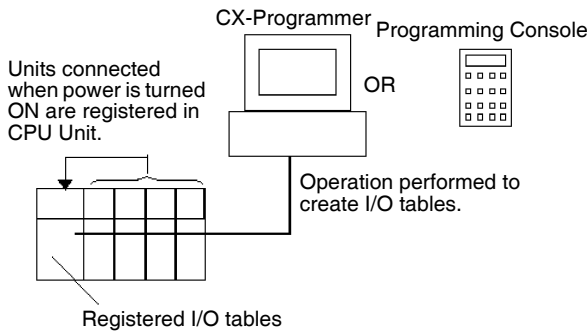 CX-Programmer
Programming Console
Units connected
when power is turned
ON are registered in
CPU Unit.
OR
Operation performed to
create I/O tables.
Registered I/O tables